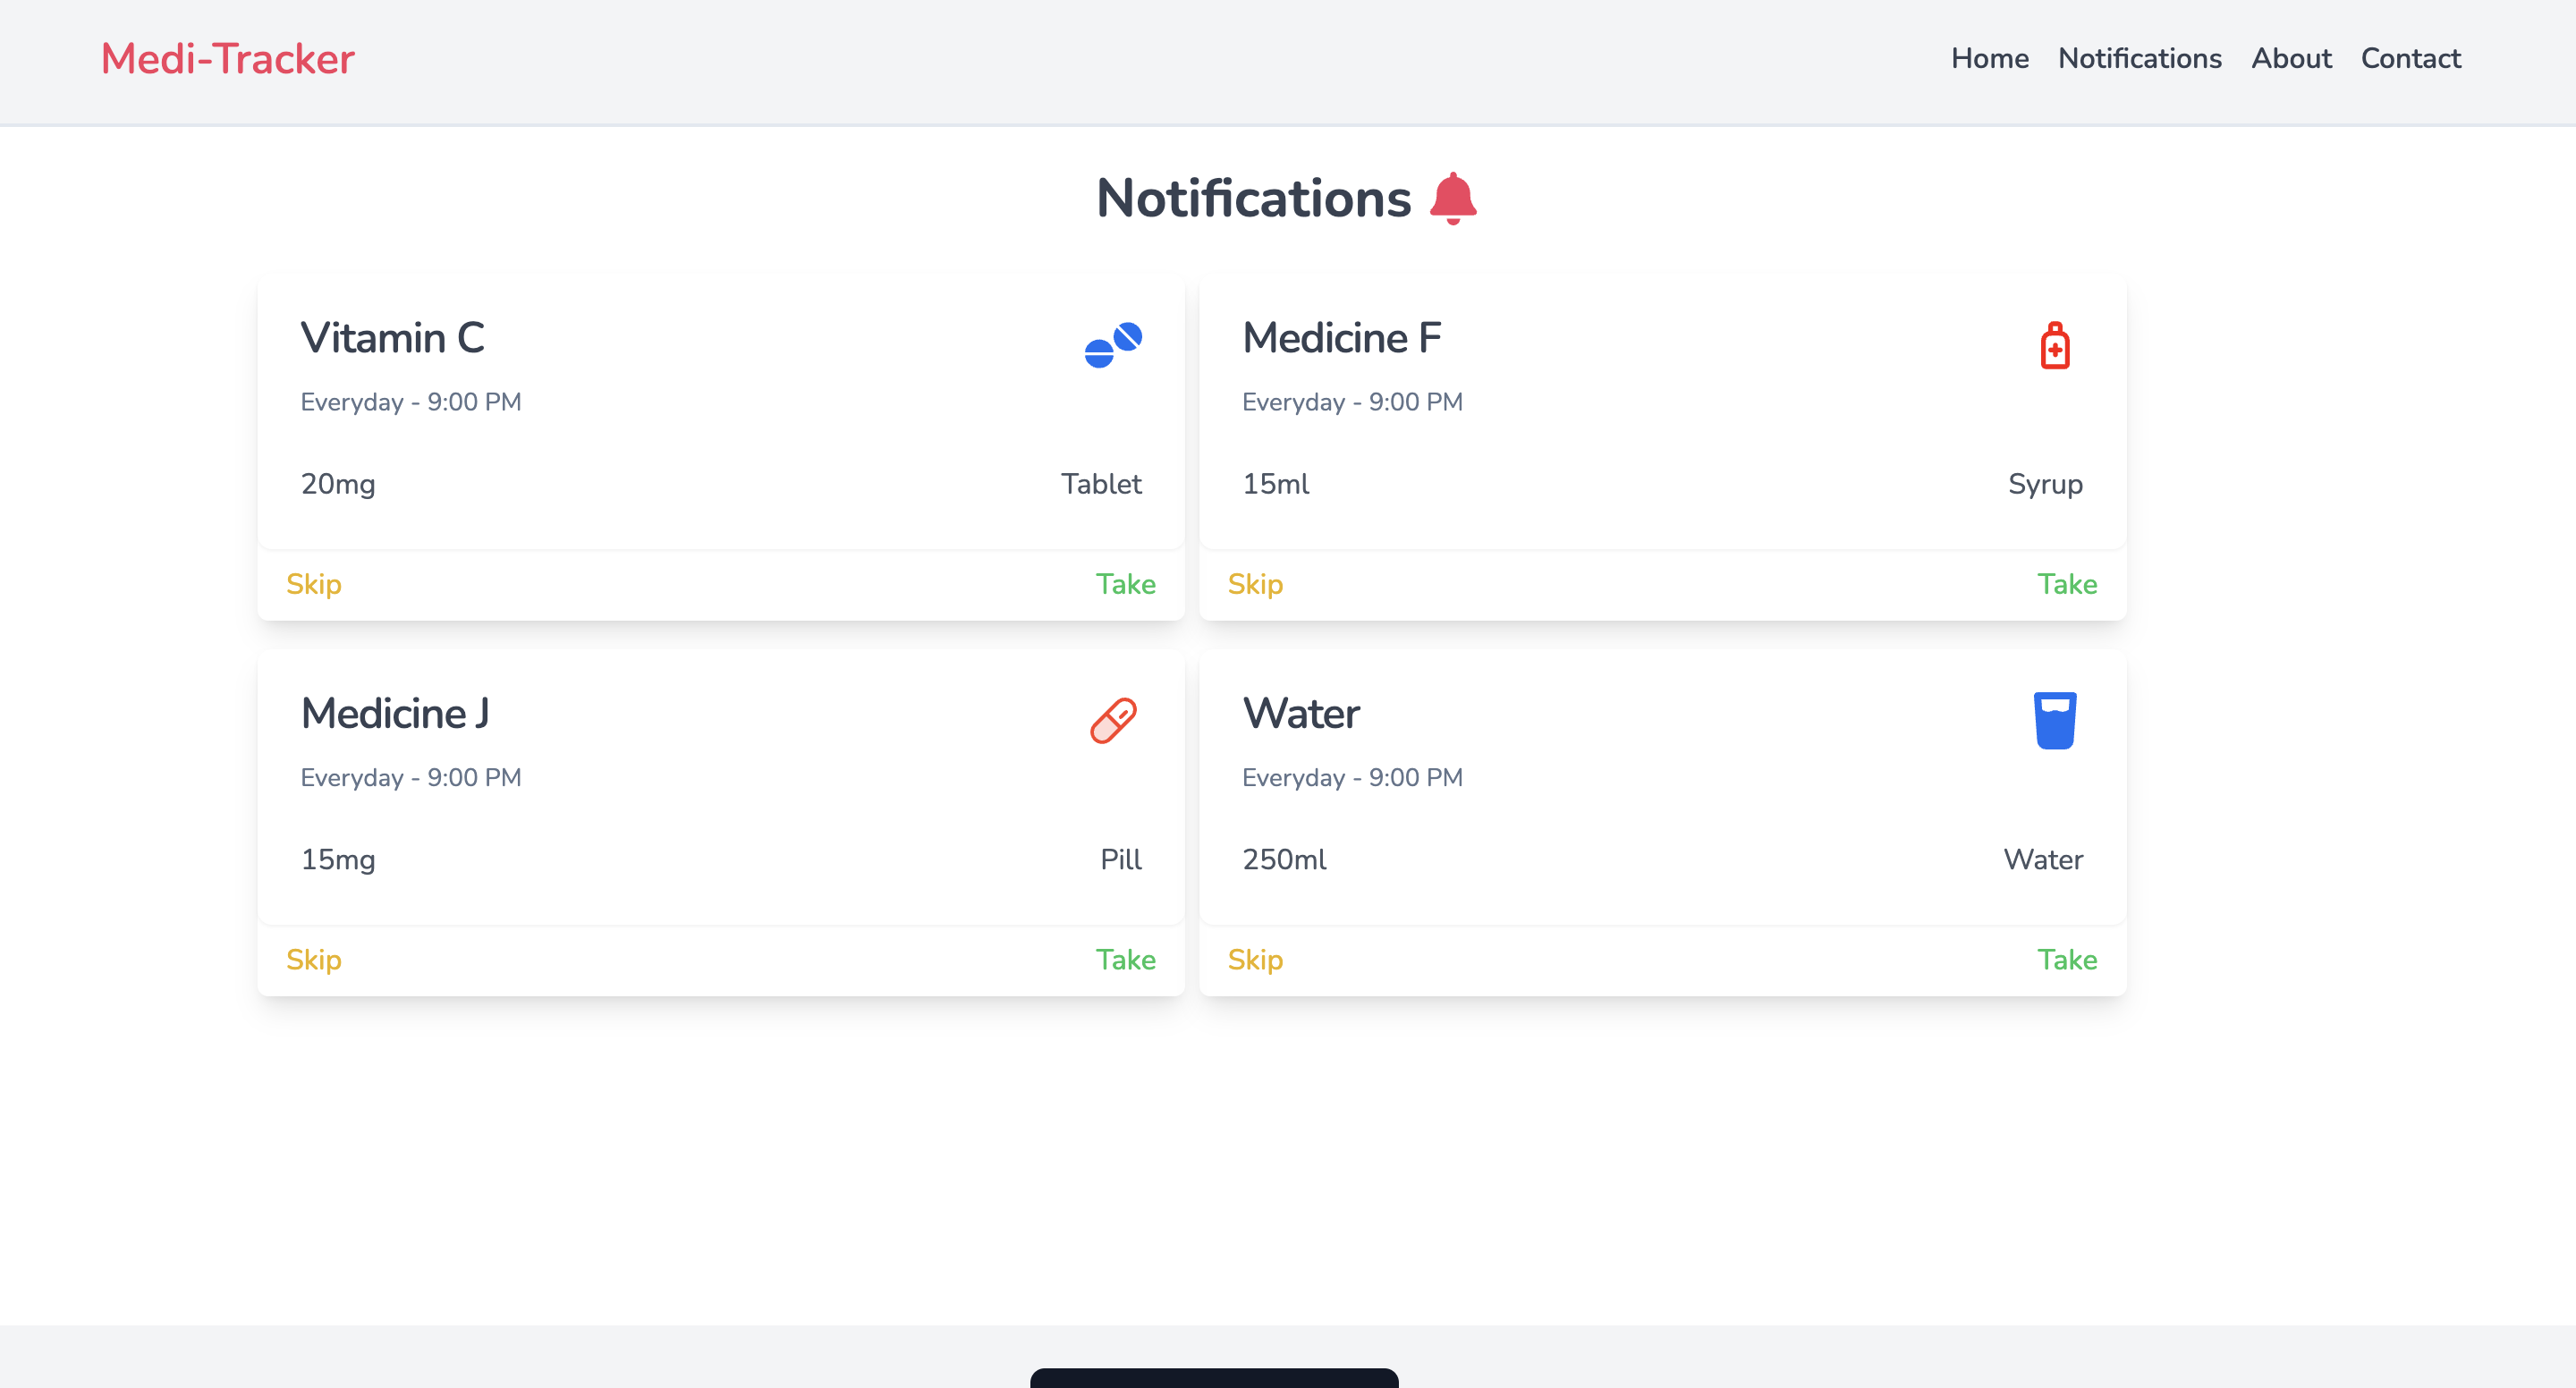 Medi-Tracker
Home Notifications About Contact
Notifications
Vitamin C
Everyday - 9:00 PM
20mg Tablet
Skip Take
Medicine F
Everyday - 9:00 PM
15ml Syrup
Skip Take
Medicine J
Everyday - 9:00 PM
15mg Pill
Skip Take
Water
Everyday - 9:00 PM
250ml Water
Skip Take